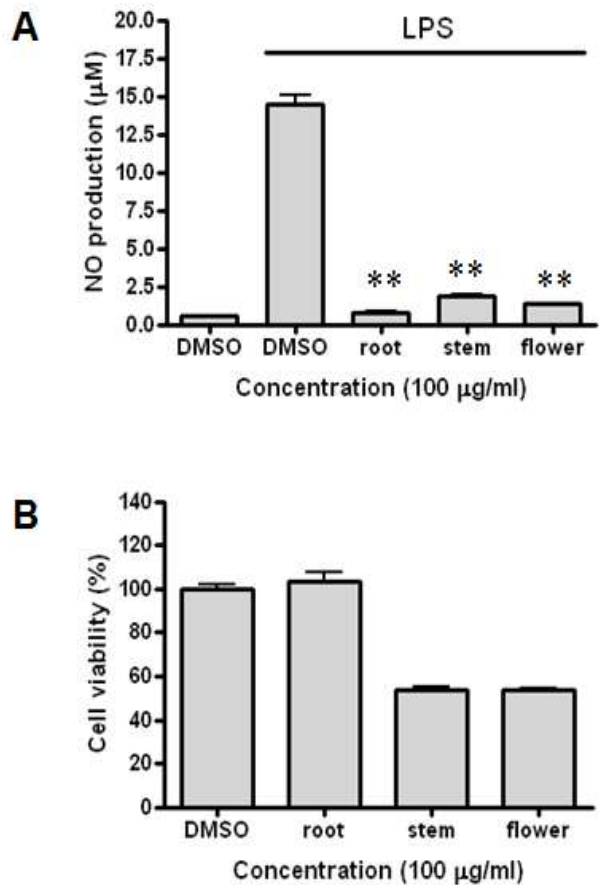 A
LPS
NO production (µM)
20.0
17.5
15.0
12.5
10.0
7.5
5.0
2.5
0.0
** ** **
DMSO DMSO root stem flower
Concentration (100 µg/ml)
B
Cell viability (%)
140
120
100
80
60
40
20
0
DMSO root stem flower
Concentration (100 µg/ml)